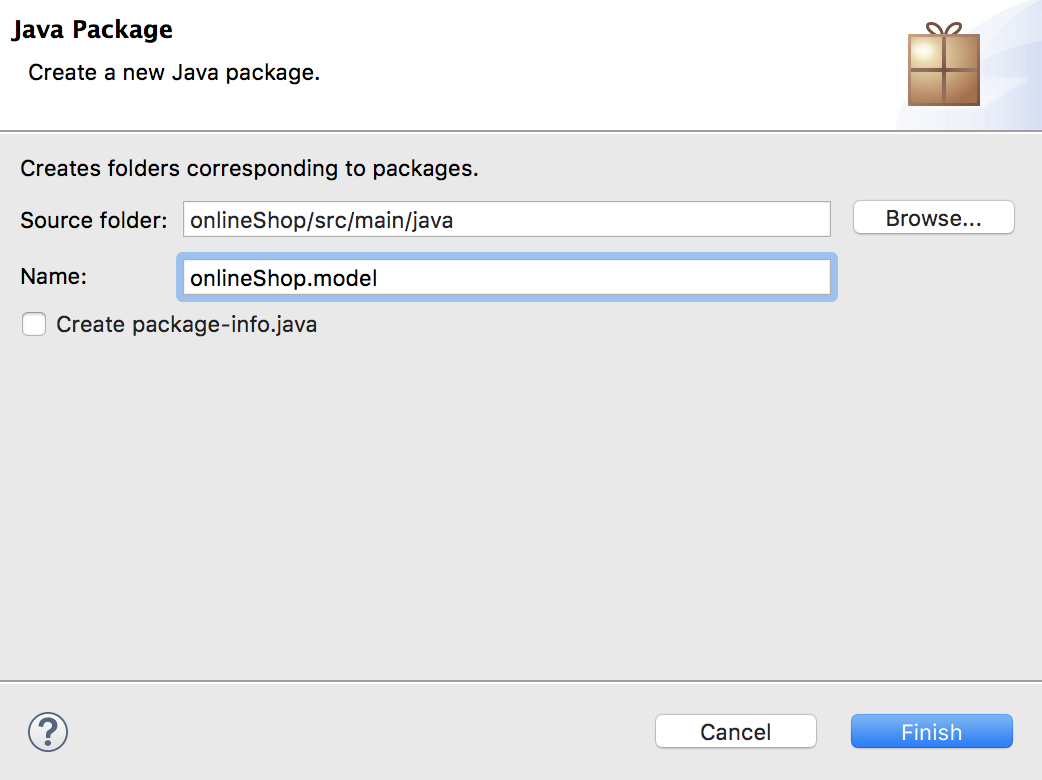 Java Package
Create a new Java package.
Creates folders corresponding to packages.
Source folder: onlineShop/src/main/java Browse...
Name: onlineShop.model
Create package-info.java
? Cancel Finish